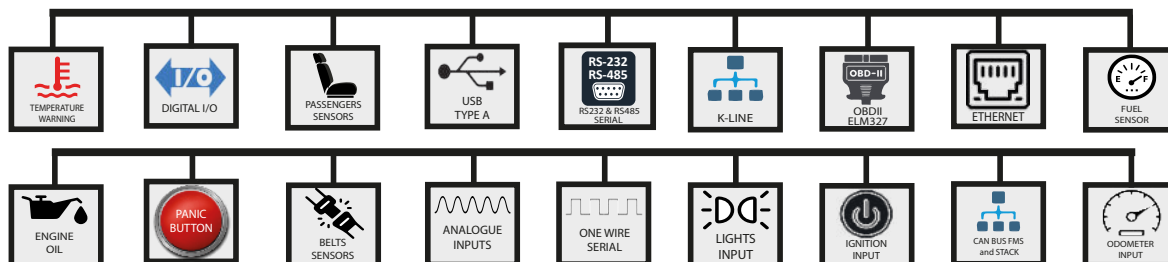 TEMPERATURE
WARNING
I/O
DIGITAL I/O
PASSENGERS
SENSORS
USB
TYPE A
RS-232
RS-485
RS232 & RS485
SERIAL
K-LINE
OBD-II
OBDII
ELM327
ETHERNET
E F
FUEL
SENSOR
ENGINE
OIL
PANIC
BUTTON
BELTS
SENSORS
ANALOGUE
INPUTS
ONE WIRE
SERIAL
LIGHTS
INPUT
IGNITION
INPUT
CAN BUS FMS
and STACK
ODOMETER
INPUT